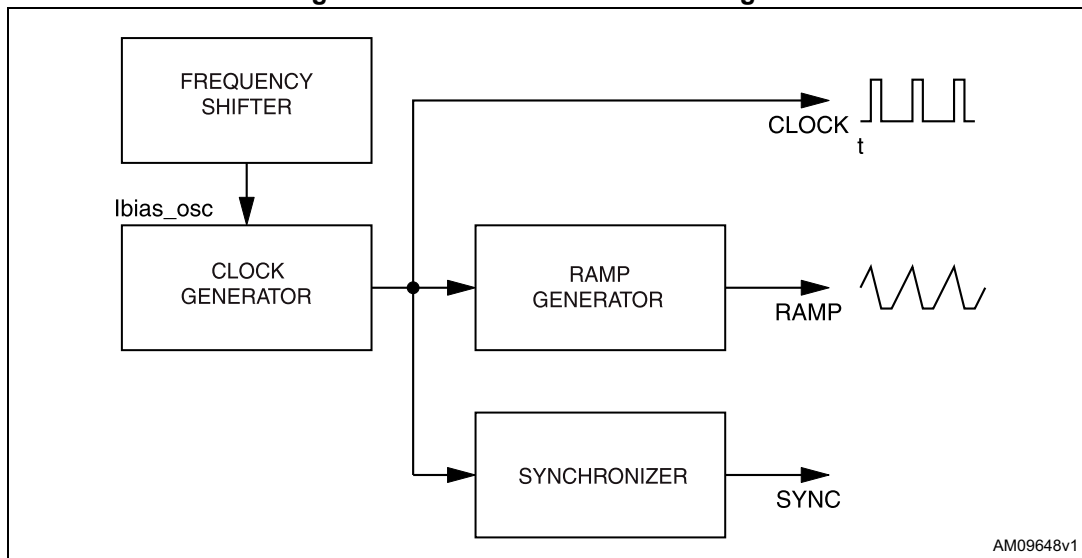 FREQUENCY
SHIFTER
CLOCK
t
Ibias_osc
CLOCK
GENERATOR
RAMP
GENERATOR
RAMP
SYNCHRONIZER
SYNC
AM09648v1